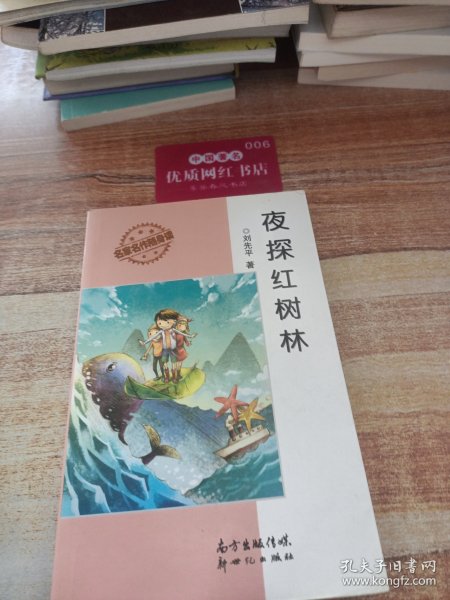 006
中国著名
优质网红书店
名家名作精品读
夜探红树林
◎刘先平 著
南方出版传媒
新世纪出版社
孔夫子旧书网
www.kongfz.com